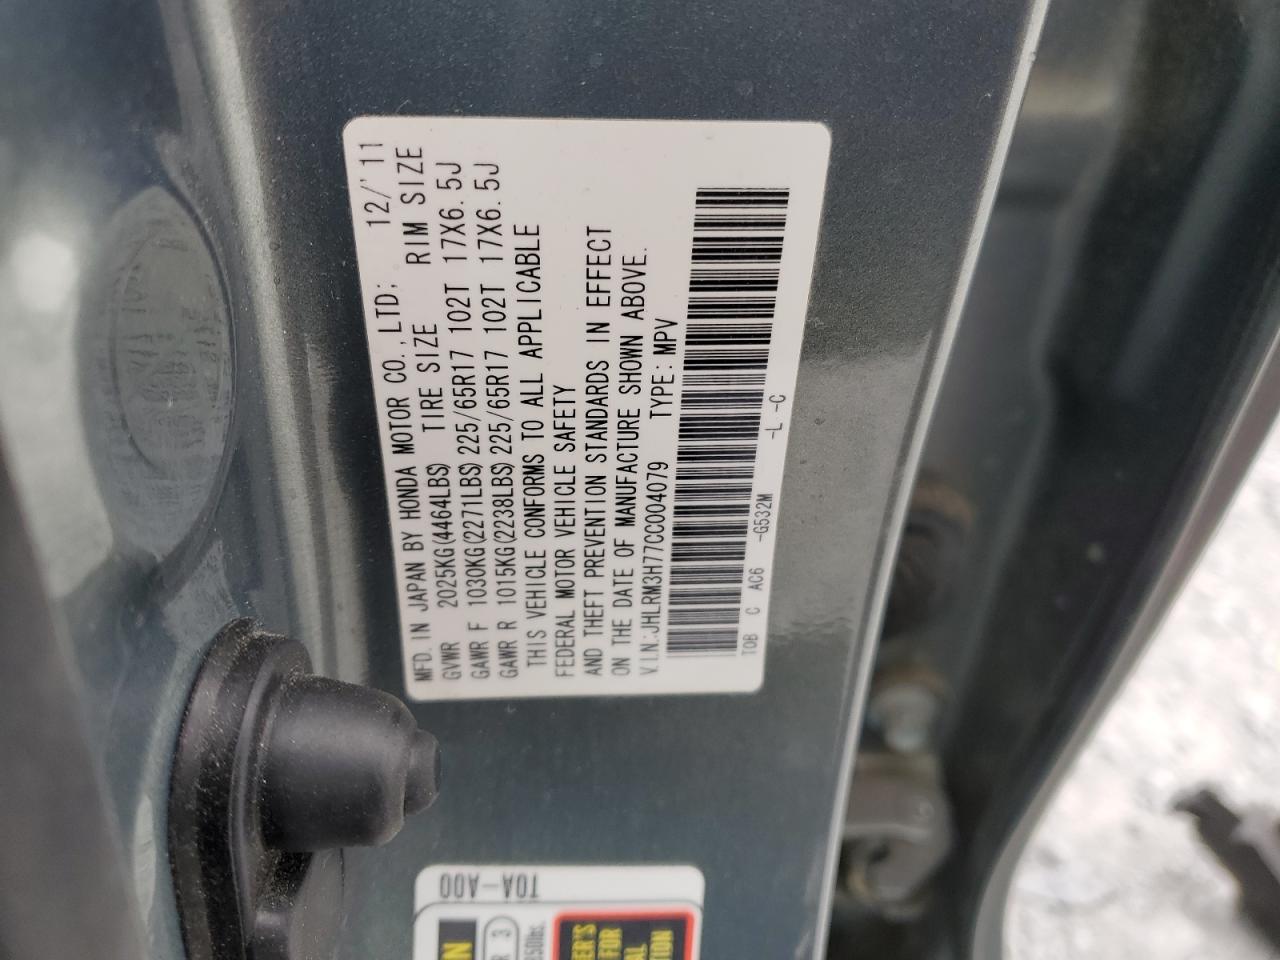 MFD. IN JAPAN BY HONDA MOTOR CO., LTD: 12/'11
GVWR 2025KG(4464LBS) TIRE SIZE RIM SIZE
GAWR F 1030KG(2271LBS) 225/65R17 102T 17X6.5J
GAWR R 1015KG(2238LBS) 225/65R17 102T 17X6.5J
THIS VEHICLE CONFORMS TO ALL APPLICABLE
FEDERAL MOTOR VEHICLE SAFETY
AND THEFT PREVENTION STANDARDS IN EFFECT
ON THE DATE OF MANUFACTURE SHOWN ABOVE.
V.I.N.:JHLRM3H77CC004079 TYPE: MPV
T0B C AC6 -G532M -L -C
T0A-A00
R 3
ER'S
FOR